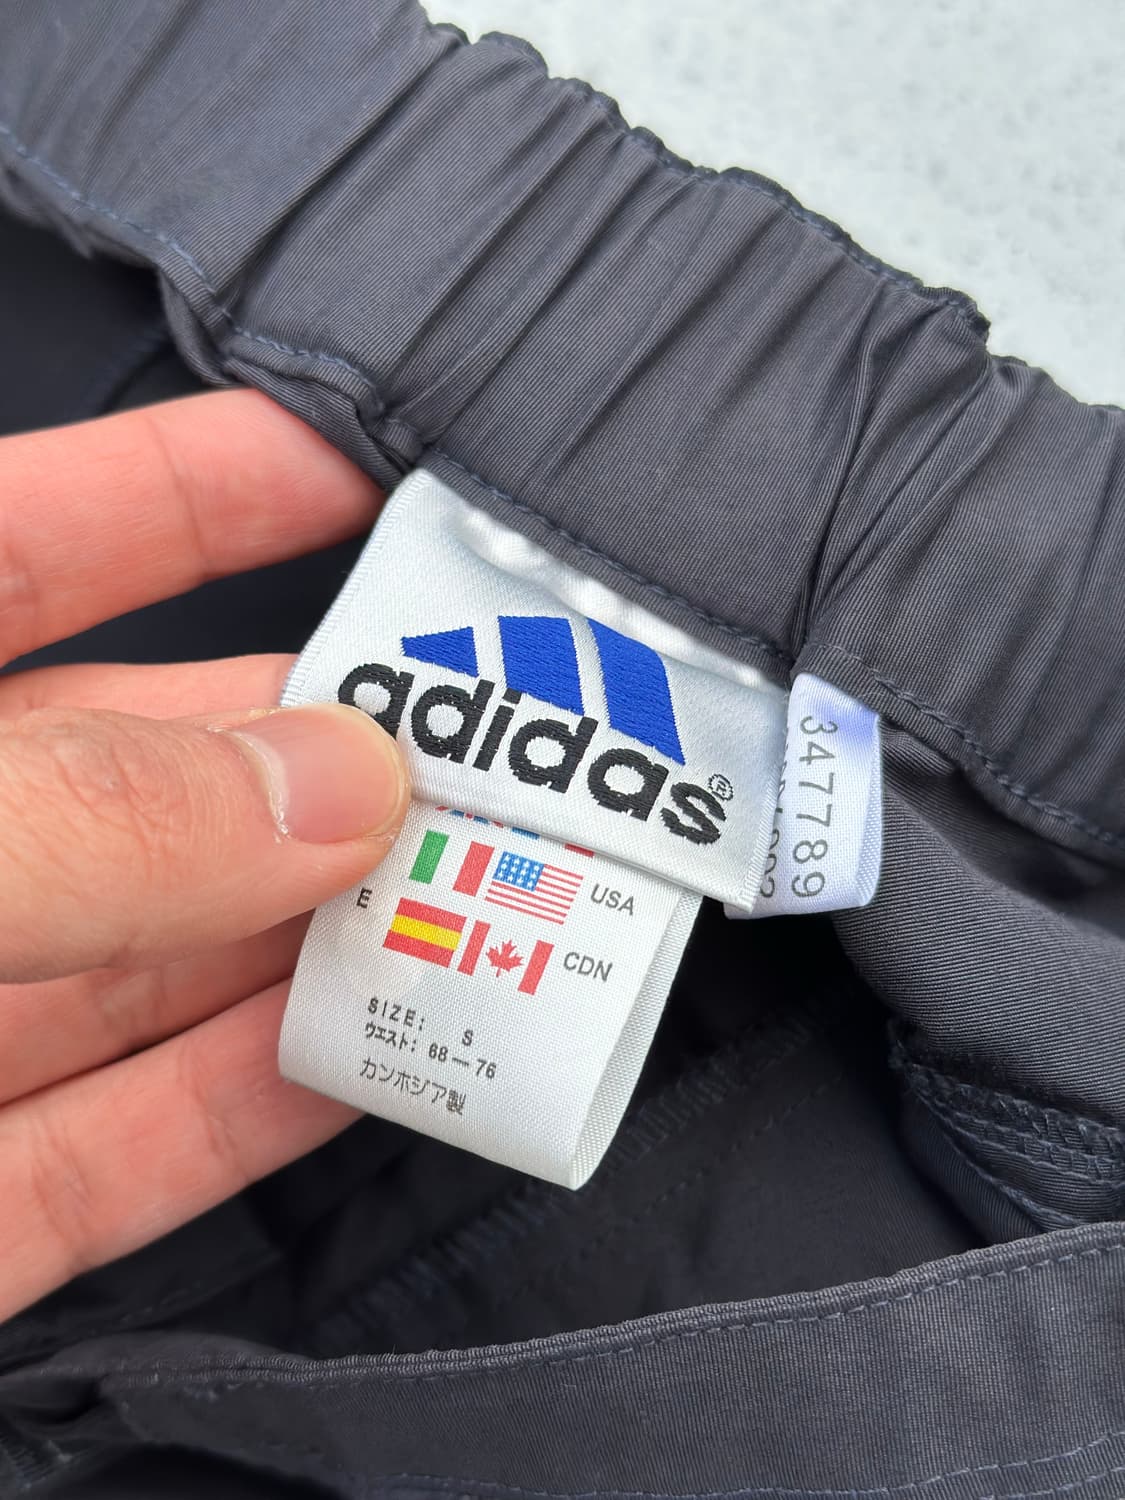 adidas®
347789
USA
E
CDN
SIZE: S
ウエスト: 68-76
カンボジア製